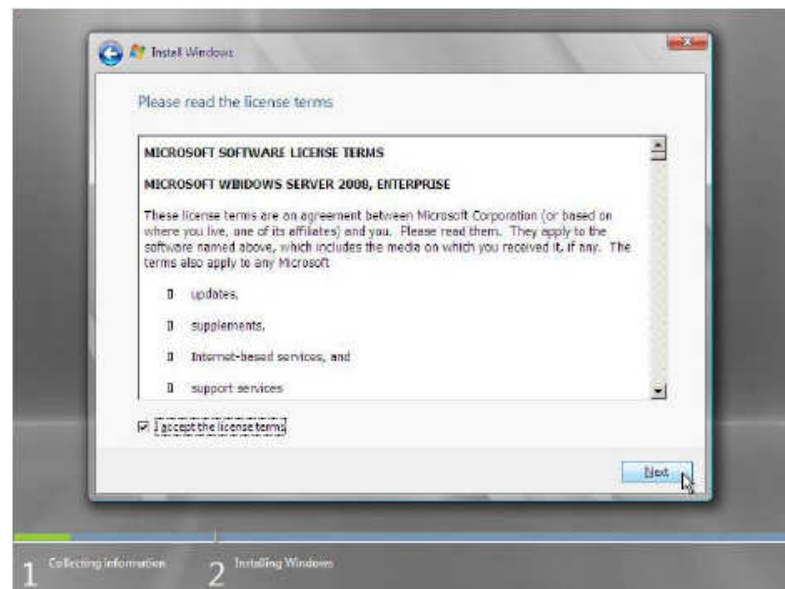 Install Windows
Please read the license terms
MICROSOFT SOFTWARE LICENSE TERMS
MICROSOFT WINDOWS SERVER 2008, ENTERPRISE
These license terms are an agreement between Microsoft Corporation (or based on
where you live, one of its affiliates) and you. Please read them. They apply to the
software named above, which includes the media on which you received it, if any. The
terms also apply to any Microsoft
updates,
supplements,
Internet-based services, and
support services
I accept the license terms
Next
1 Collecting information 2 Installing Windows